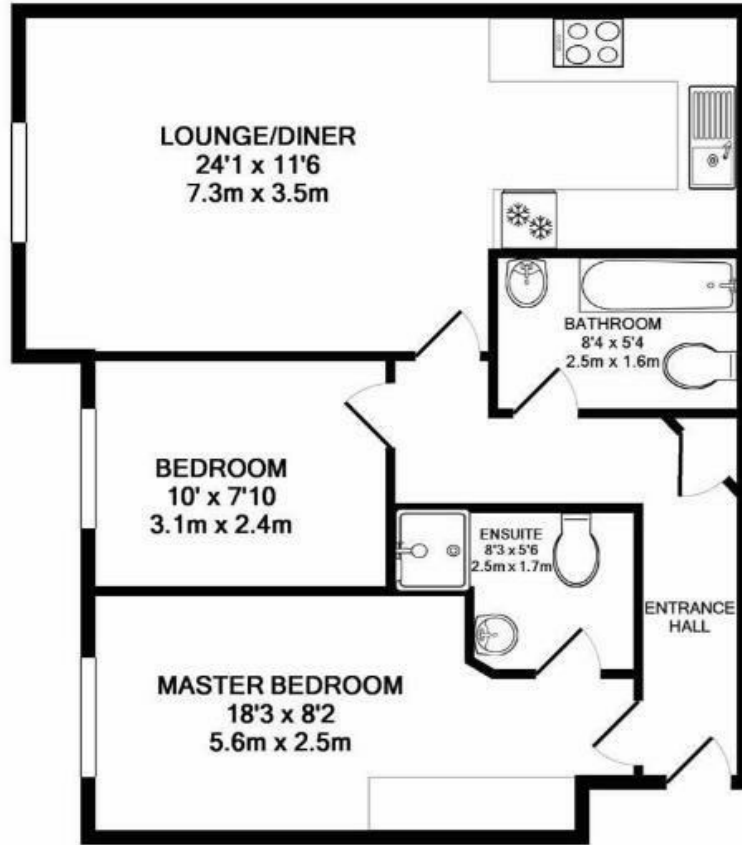 LOUNGE/DINER
24'1 x 11'6
7.3m x 3.5m
BATHROOM
8'4 x 5'4
2.5m x 1.6m
BEDROOM
10' x 7'10
3.1m x 2.4m
ENSUITE
8'3 x 5'6
2.5m x 1.7m
ENTRANCE
HALL
MASTER BEDROOM
18'3 x 8'2
5.6m x 2.5m